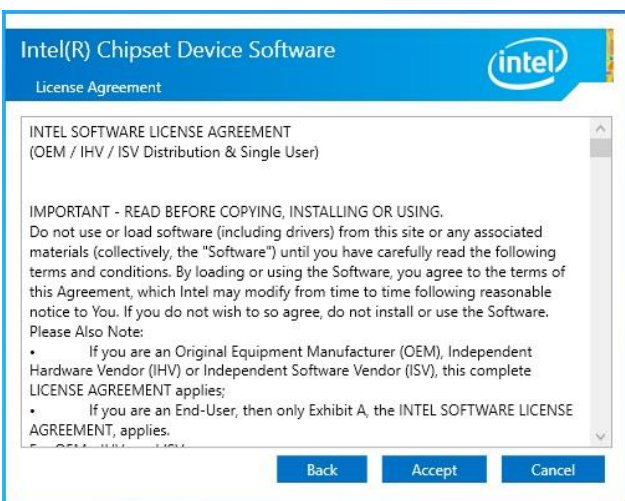 Intel(R) Chipset Device Software
intel
License Agreement
INTEL SOFTWARE LICENSE AGREEMENT
(OEM / IHV / ISV Distribution & Single User)
IMPORTANT - READ BEFORE COPYING, INSTALLING OR USING.
Do not use or load software (including drivers) from this site or any associated
materials (collectively, the "Software") until you have carefully read the following
terms and conditions. By loading or using the Software, you agree to the terms of
this Agreement, which Intel may modify from time to time following reasonable
notice to You. If you do not wish to so agree, do not install or use the Software.
Please Also Note:
• If you are an Original Equipment Manufacturer (OEM), Independent
Hardware Vendor (IHV) or Independent Software Vendor (ISV), this complete
LICENSE AGREEMENT applies;
• If you are an End-User, then only Exhibit A, the INTEL SOFTWARE LICENSE
AGREEMENT, applies.
Back Accept Cancel